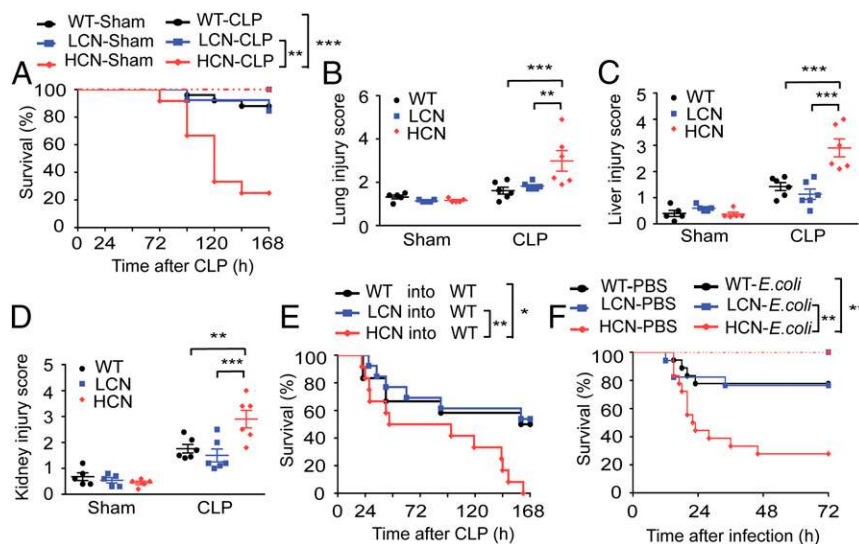 WT-Sham WT-CLP
LCN-Sham LCN-CLP
HCN-Sham HCN-CLP
** ***
A
Survival (%)
100
80
60
40
20
0
0 24 72 120 168
Time after CLP (h)
B
WT
LCN
HCN
***
**
Lung injury score
6
4
2
0
Sham CLP
C
WT
LCN
HCN
***
***
Liver injury score
5
4
3
2
1
0
Sham CLP
D
WT
LCN
HCN
**
***
Kidney injury score
5
4
3
2
1
0
Sham CLP
E
WT into WT
LCN into WT
HCN into WT
** *
Survival (%)
100
80
60
40
20
0
0 24 72 120 168
Time after CLP (h)
F
WT-PBS WT-E.coli
LCN-PBS LCN-E.coli
HCN-PBS HCN-E.coli
** **
Survival (%)
100
80
60
40
20
0
0 24 48 72
Time after infection (h)